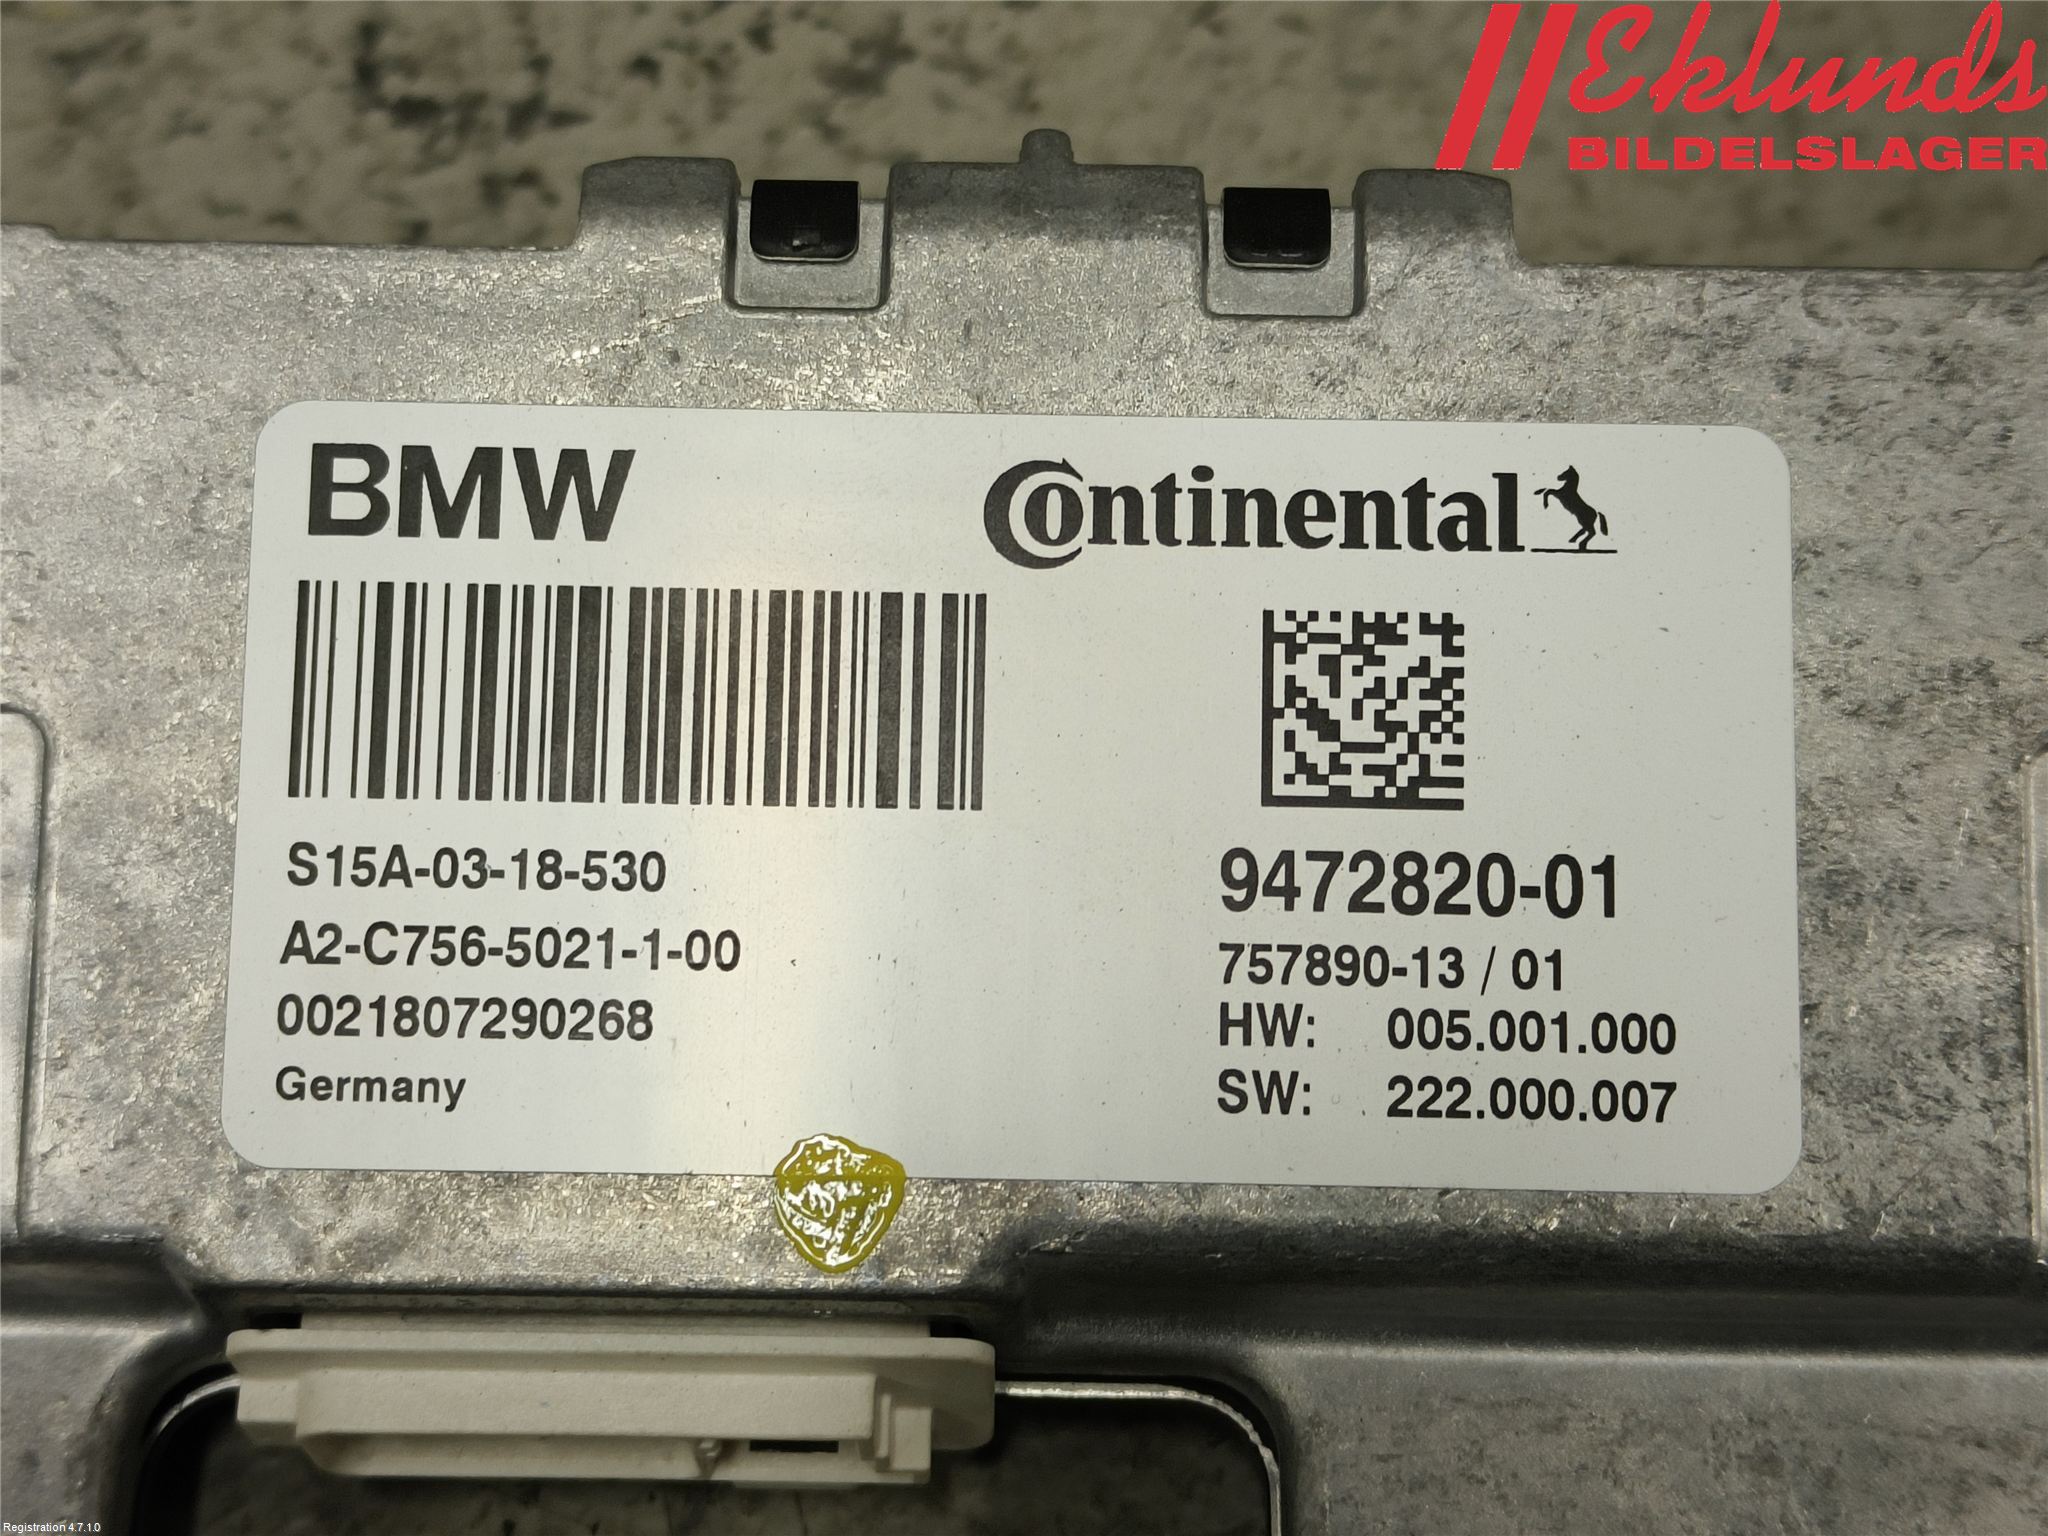 Eklunds
BILDELSLAGER
BMW
Continental
S15A-03-18-530
A2-C756-5021-1-00
0021807290268
Germany
9472820-01
757890-13 / 01
HW: 005.001.000
SW: 222.000.007
Registration 4.7.1.0